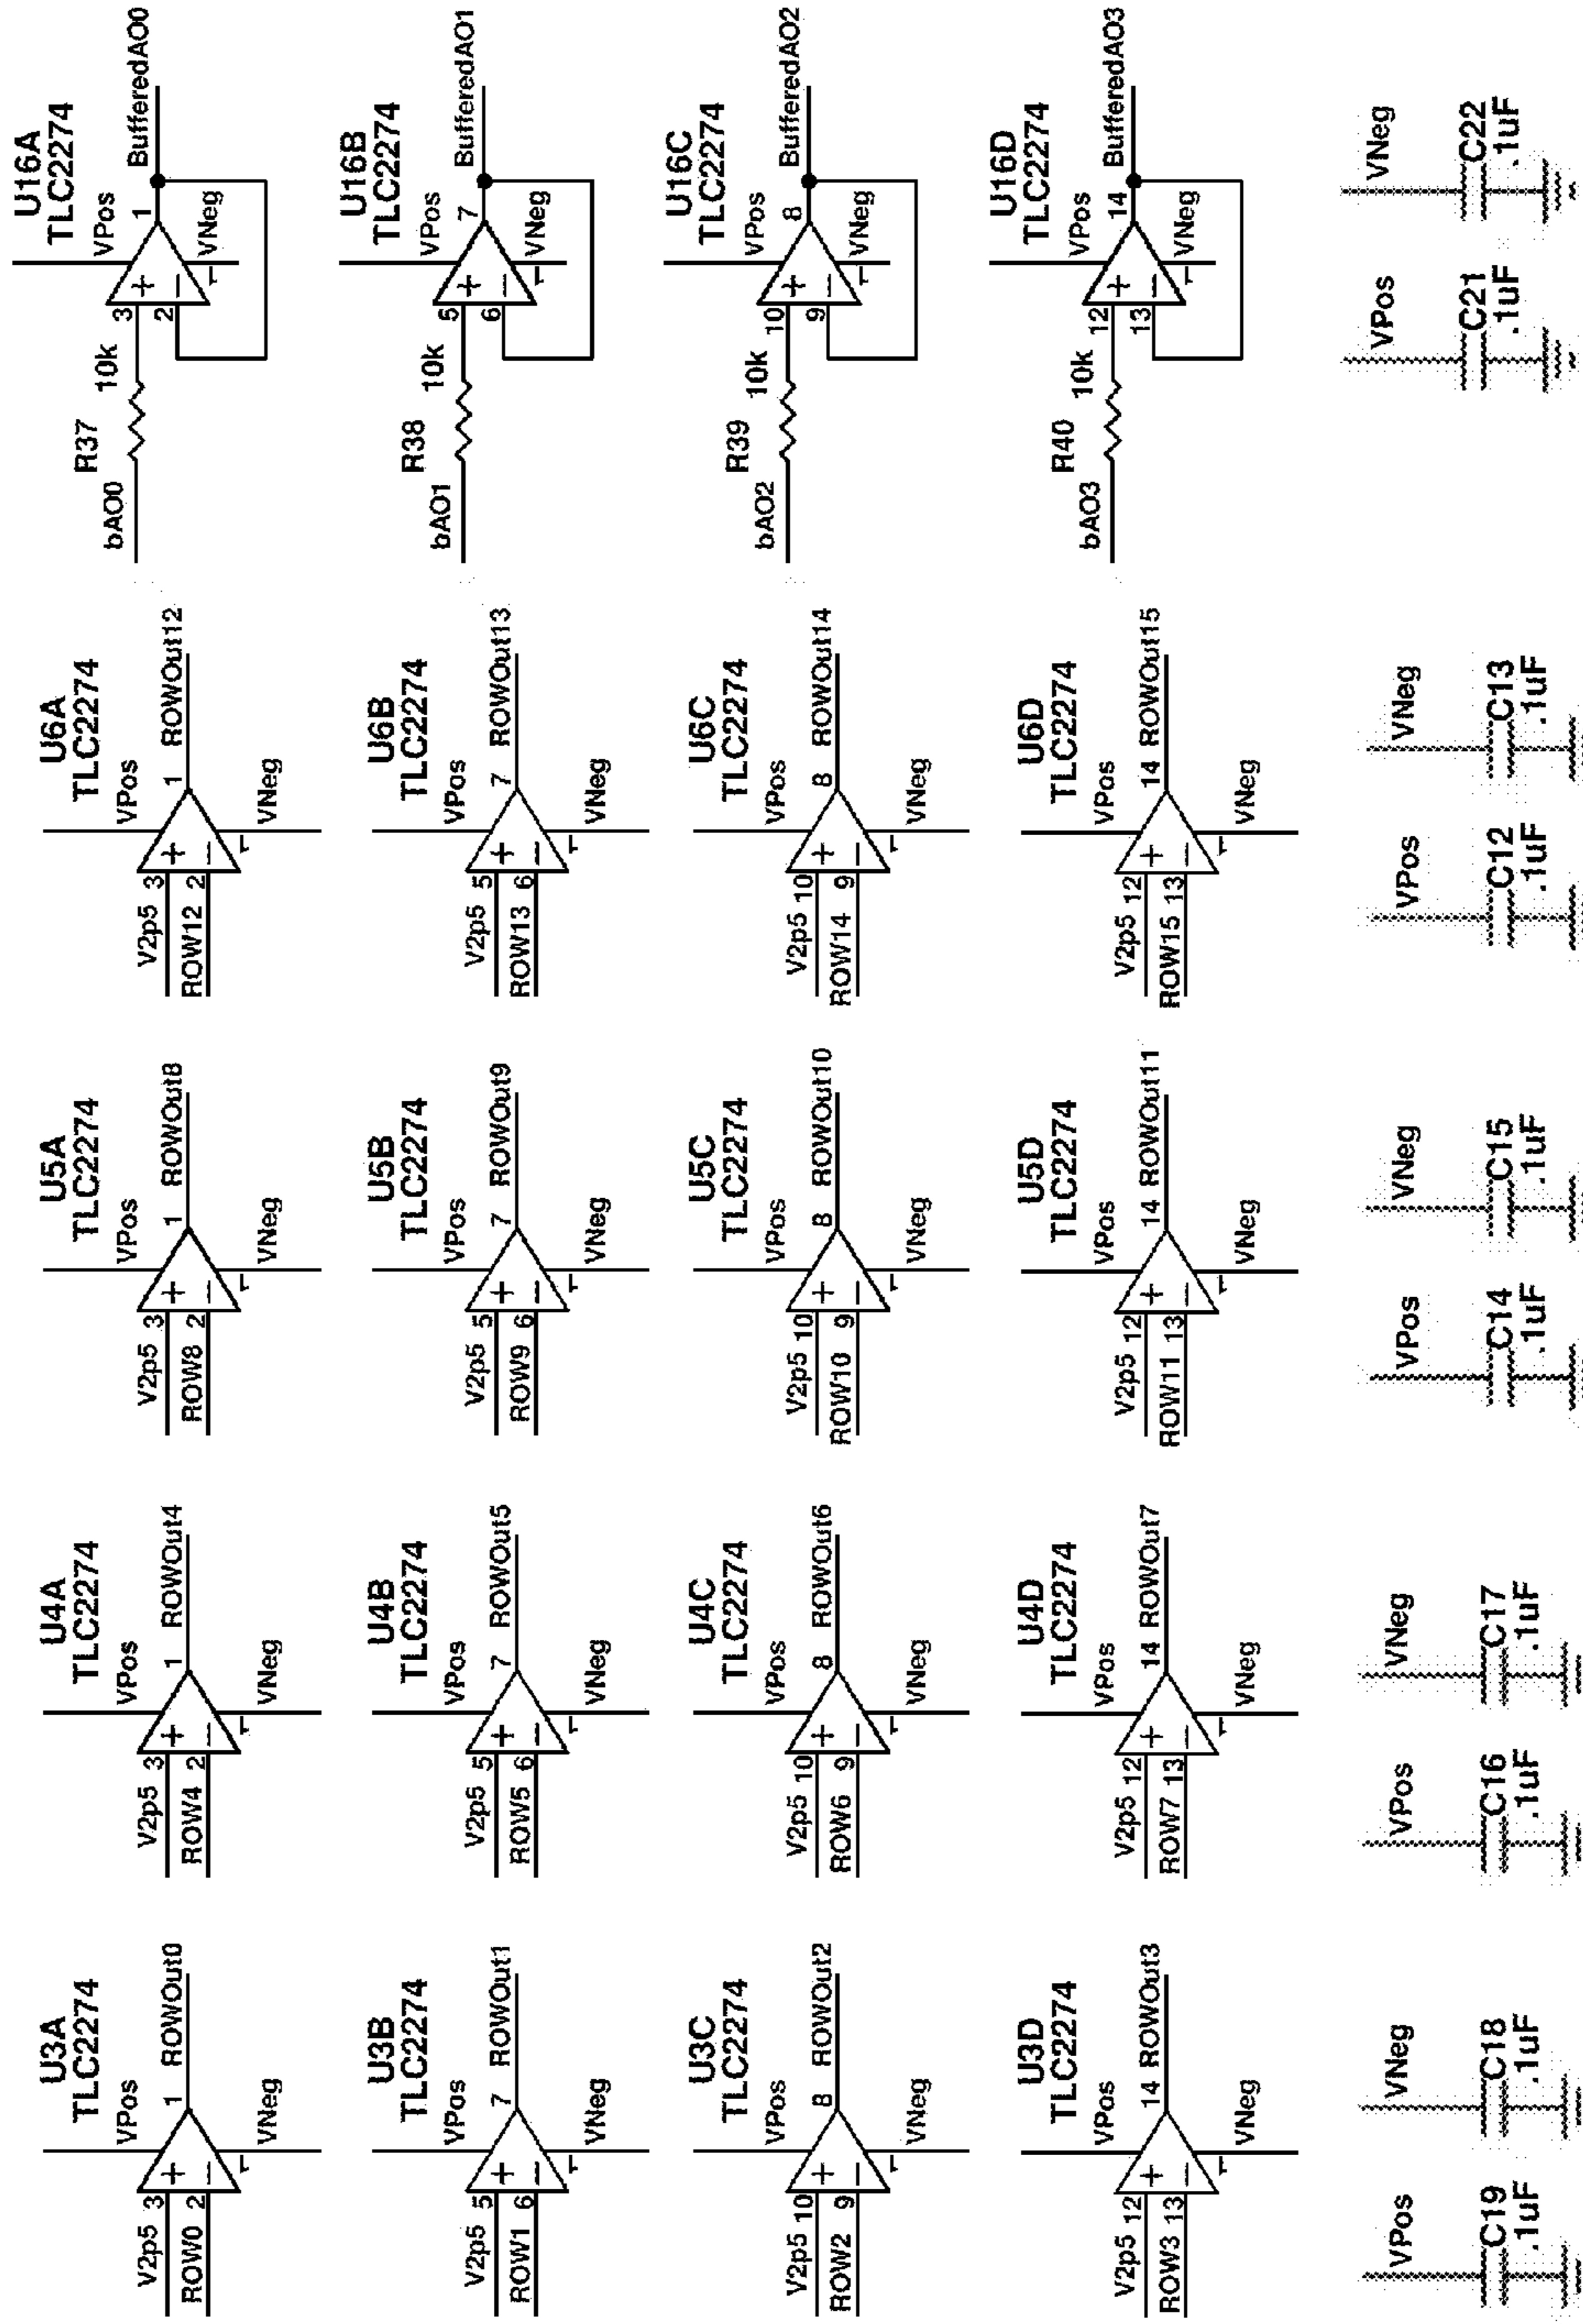 U3A
TLC2274
VPos
V2p5 3
1 ROWOut0
ROW0 2
VNeg
U4A
TLC2274
VPos
V2p5 3
1 ROWOut4
ROW4 2
VNeg
U5A
TLC2274
VPos
V2p5 3
1 ROWOut8
ROW8 2
VNeg
U6A
TLC2274
VPos
V2p5 3
1 ROWOut12
ROW12 2
VNeg
U16A
TLC2274
VPos
R37 10k
bAO0 3
1 BufferedAO0
2
VNeg
U3B
TLC2274
VPos
V2p5 5
7 ROWOut1
ROW1 6
VNeg
U4B
TLC2274
VPos
V2p5 5
7 ROWOut5
ROW5 6
VNeg
U5B
TLC2274
VPos
V2p5 5
7 ROWOut9
ROW9 6
VNeg
U6B
TLC2274
VPos
V2p5 5
7 ROWOut13
ROW13 6
VNeg
U16B
TLC2274
VPos
R38 10k
bAO1 5
7 BufferedAO1
6
VNeg
U3C
TLC2274
VPos
V2p5 10
8 ROWOut2
ROW2 9
VNeg
U4C
TLC2274
VPos
V2p5 10
8 ROWOut6
ROW6 9
VNeg
U5C
TLC2274
VPos
V2p5 10
8 ROWOut10
ROW10 9
VNeg
U6C
TLC2274
VPos
V2p5 10
8 ROWOut14
ROW14 9
VNeg
U16C
TLC2274
VPos
R39 10k
bAO2 10
8 BufferedAO2
9
VNeg
U3D
TLC2274
VPos
V2p5 12
14 ROWOut3
ROW3 13
VNeg
U4D
TLC2274
VPos
V2p5 12
14 ROWOut7
ROW7 13
VNeg
U5D
TLC2274
VPos
V2p5 12
14 ROWOut11
ROW11 13
VNeg
U6D
TLC2274
VPos
V2p5 12
14 ROWOut15
ROW15 13
VNeg
U16D
TLC2274
VPos
R40 10k
bAO3 12
14 BufferedAO3
13
VNeg
VPos
C19
.1uF
VNeg
C18
.1uF
VPos
C16
.1uF
VNeg
C17
.1uF
VPos
C14
.1uF
VNeg
C15
.1uF
VPos
C12
.1uF
VNeg
C13
.1uF
VPos
C21
.1uF
VNeg
C22
.1uF